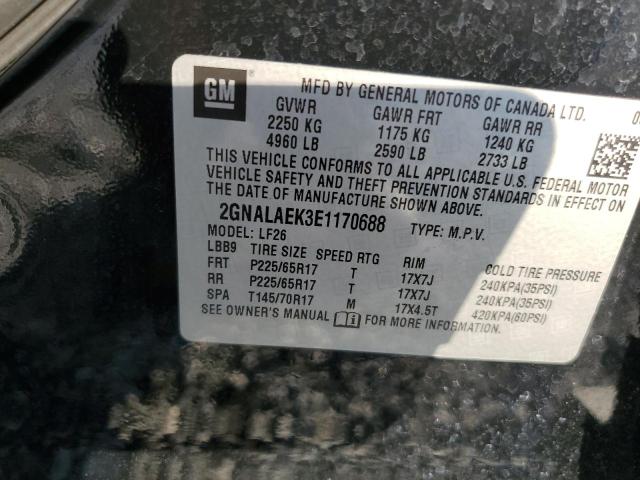 GM
MFD BY GENERAL MOTORS OF CANADA LTD.
GVWR GAWR FRT GAWR RR
2250 KG 1175 KG 1240 KG
4960 LB 2590 LB 2733 LB
THIS VEHICLE CONFORMS TO ALL APPLICABLE U.S. FEDERAL MOTOR
VEHICLE SAFETY AND THEFT PREVENTION STANDARDS IN EFFECT ON
THE DATE OF MANUFACTURE SHOWN ABOVE.
2GNALAEK3E1170688 TYPE: M.P.V.
MODEL: LF26
LBB9 TIRE SIZE SPEED RTG RIM COLD TIRE PRESSURE
FRT P225/65R17 T 17X7J 240KPA(35PSI)
RR P225/65R17 T 17X7J 240KPA(35PSI)
SPA T145/70R17 M 17X4.5T 420KPA(60PSI)
SEE OWNER'S MANUAL FOR MORE INFORMATION